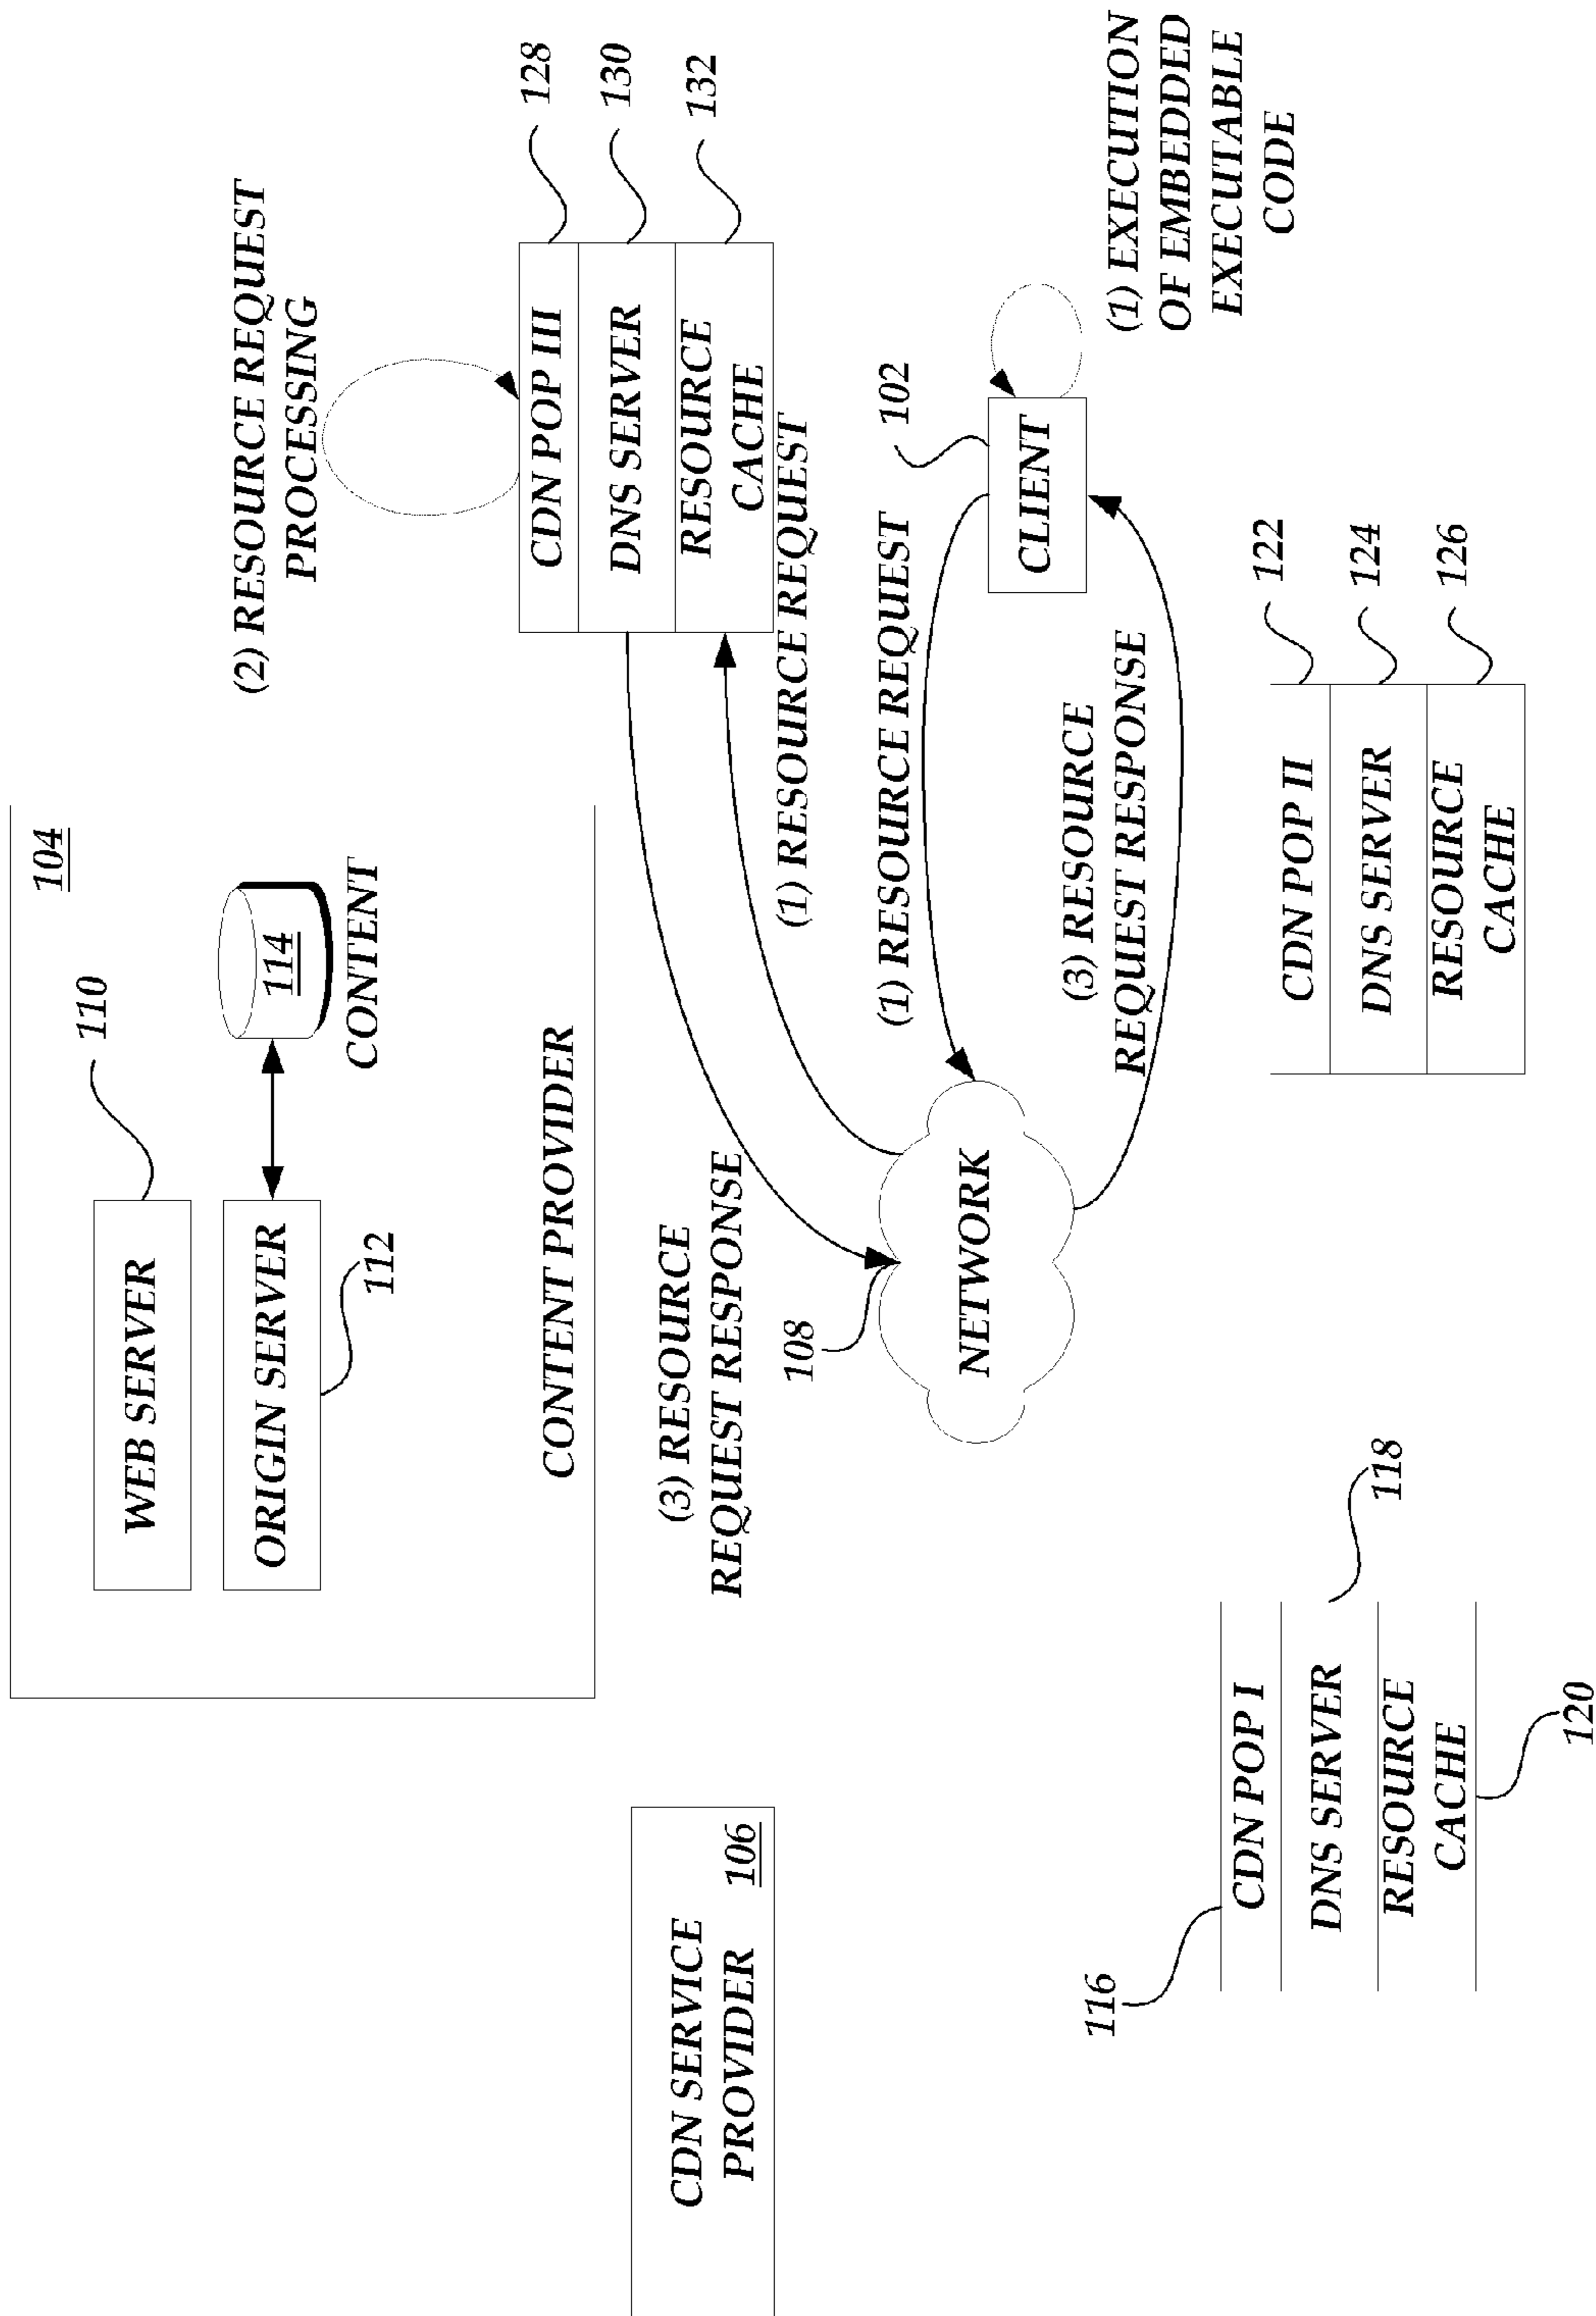 104
110
WEB SERVER
114
ORIGIN SERVER
112
CONTENT
CONTENT PROVIDER
CDN SERVICE
PROVIDER
106
(2) RESOURCE REQUEST
PROCESSING
CDN POP III
128
DNS SERVER
130
RESOURCE
CACHE
132
(3) RESOURCE
REQUEST RESPONSE
(1) RESOURCE REQUEST
108
NETWORK
(1) RESOURCE REQUEST
102
CLIENT
(3) RESOURCE
REQUEST RESPONSE
(1) EXECUTION
OF EMBEDDED
EXECUTABLE
CODE
116
CDN POP I
DNS SERVER
118
RESOURCE
CACHE
120
CDN POP II
122
DNS SERVER
124
RESOURCE
CACHE
126